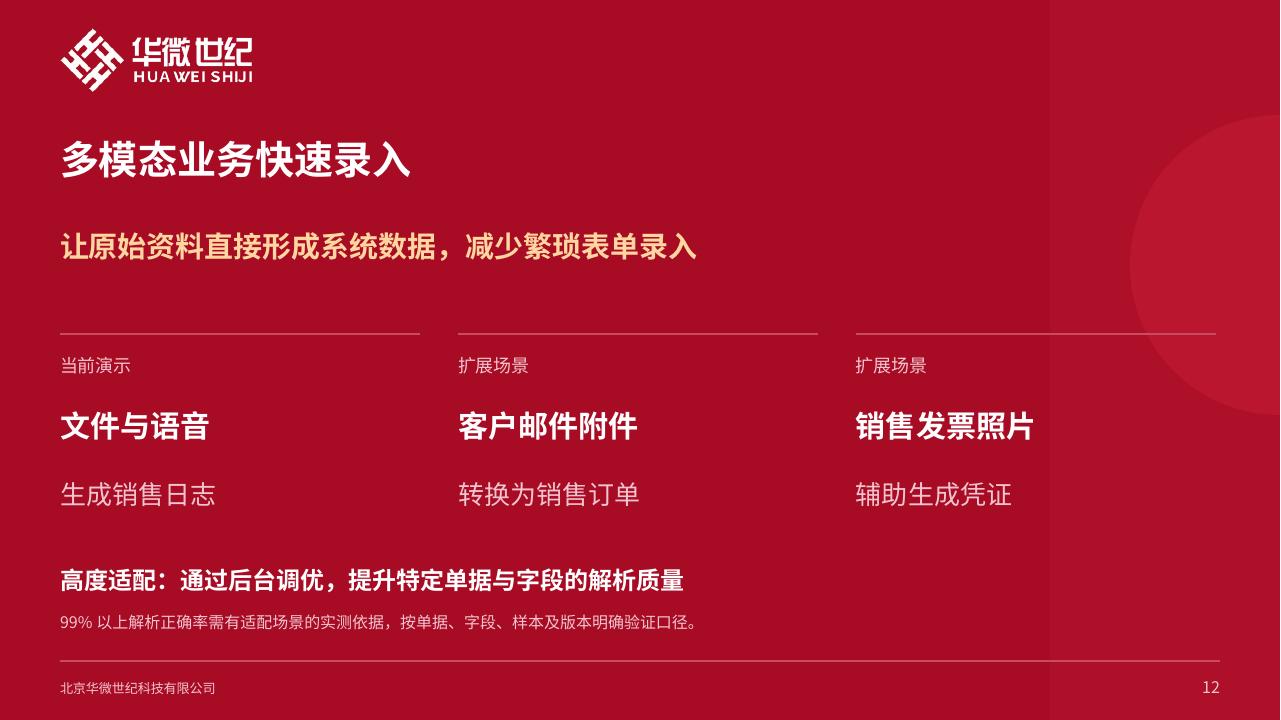 华微世纪
HUA WEI SHIJI
多模态业务快速录入
让原始资料直接形成系统数据，减少繁琐表单录入
当前演示
文件与语音
生成销售日志
扩展场景
客户邮件附件
转换为销售订单
扩展场景
销售发票照片
辅助生成凭证
高度适配：通过后台调优，提升特定单据与字段的解析质量
99% 以上解析正确率需有适配场景的实测依据，按单据、字段、样本及版本明确验证口径。
北京华微世纪科技有限公司
12